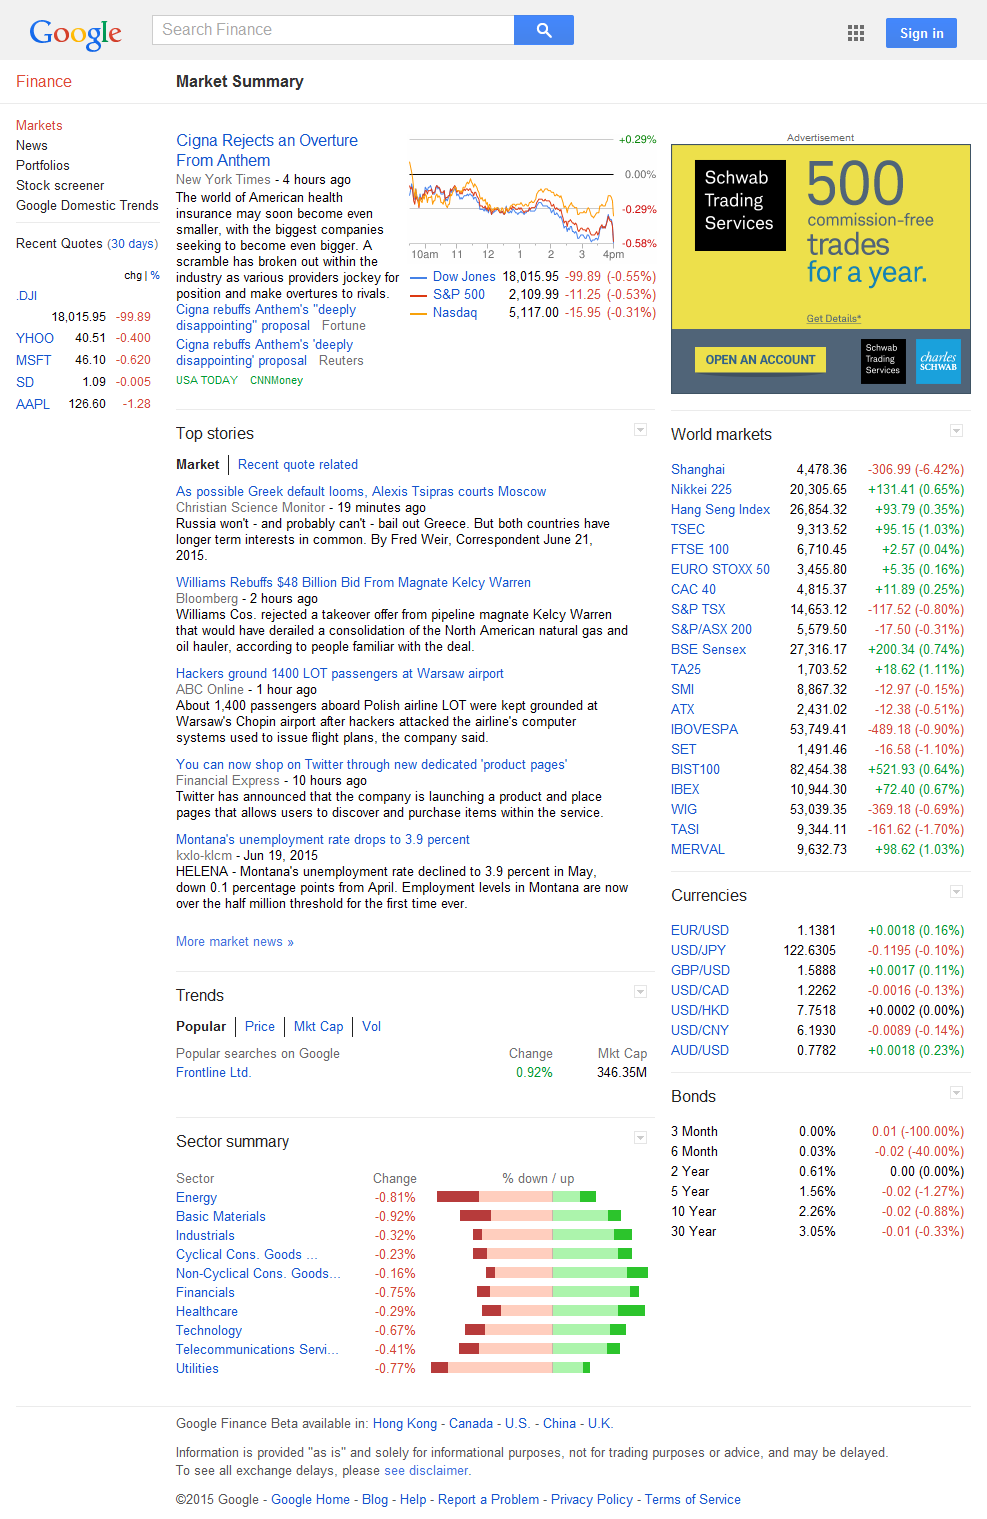 Google
Search Finance
Sign in
Finance
Market Summary
Markets
News
Portfolios
Stock screener
Google Domestic Trends
Recent Quotes (30 days)
chg | %
.DJI
18,015.95 -99.89
YHOO 40.51 -0.400
MSFT 46.10 -0.620
SD 1.09 -0.005
AAPL 126.60 -1.28
Cigna Rejects an Overture
From Anthem
New York Times - 4 hours ago
The world of American health
insurance may soon become even
smaller, with the biggest companies
seeking to become even bigger. A
scramble has broken out within the
industry as various providers jockey for
position and make overtures to rivals.
Cigna rebuffs Anthem's "deeply
disappointing" proposal Fortune
Cigna rebuffs Anthem's 'deeply
disappointing' proposal Reuters
USA TODAY CNNMoney
+0.29%
0.00%
-0.29%
-0.58%
10am 11 12 1 2 3 4pm
Dow Jones 18,015.95 -99.89 (-0.55%)
S&P 500 2,109.99 -11.25 (-0.53%)
Nasdaq 5,117.00 -15.95 (-0.31%)
Advertisement
Schwab
Trading
Services
500
commission-free
trades
for a year.
Get Details*
OPEN AN ACCOUNT
Schwab
Trading
Services
charles
SCHWAB
Top stories
Market Recent quote related
As possible Greek default looms, Alexis Tsipras courts Moscow
Christian Science Monitor - 19 minutes ago
Russia won't - and probably can't - bail out Greece. But both countries have
longer term interests in common. By Fred Weir, Correspondent June 21,
2015.
Williams Rebuffs $48 Billion Bid From Magnate Kelcy Warren
Bloomberg - 2 hours ago
Williams Cos. rejected a takeover offer from pipeline magnate Kelcy Warren
that would have derailed a consolidation of the North American natural gas and
oil hauler, according to people familiar with the deal.
Hackers ground 1400 LOT passengers at Warsaw airport
ABC Online - 1 hour ago
About 1,400 passengers aboard Polish airline LOT were kept grounded at
Warsaw's Chopin airport after hackers attacked the airline's computer
systems used to issue flight plans, the company said.
You can now shop on Twitter through new dedicated 'product pages'
Financial Express - 10 hours ago
Twitter has announced that the company is launching a product and place
pages that allows users to discover and purchase items within the service.
Montana's unemployment rate drops to 3.9 percent
kxlo-klcm - Jun 19, 2015
HELENA - Montana's unemployment rate declined to 3.9 percent in May,
down 0.1 percentage points from April. Employment levels in Montana are now
over the half million threshold for the first time ever.
More market news »
Trends
Popular Price Mkt Cap Vol
Popular searches on Google Change Mkt Cap
Frontline Ltd. 0.92% 346.35M
Sector summary
Sector Change % down / up
Energy -0.81%
Basic Materials -0.92%
Industrials -0.32%
Cyclical Cons. Goods ... -0.23%
Non-Cyclical Cons. Goods... -0.16%
Financials -0.75%
Healthcare -0.29%
Technology -0.67%
Telecommunications Servi... -0.41%
Utilities -0.77%
World markets
Shanghai 4,478.36 -306.99 (-6.42%)
Nikkei 225 20,305.65 +131.41 (0.65%)
Hang Seng Index 26,854.32 +93.79 (0.35%)
TSEC 9,313.52 +95.15 (1.03%)
FTSE 100 6,710.45 +2.57 (0.04%)
EURO STOXX 50 3,455.80 +5.35 (0.16%)
CAC 40 4,815.37 +11.89 (0.25%)
S&P TSX 14,653.12 -117.52 (-0.80%)
S&P/ASX 200 5,579.50 -17.50 (-0.31%)
BSE Sensex 27,316.17 +200.34 (0.74%)
TA25 1,703.52 +18.62 (1.11%)
SMI 8,867.32 -12.97 (-0.15%)
ATX 2,431.02 -12.38 (-0.51%)
IBOVESPA 53,749.41 -489.18 (-0.90%)
SET 1,491.46 -16.58 (-1.10%)
BIST100 82,454.38 +521.93 (0.64%)
IBEX 10,944.30 +72.40 (0.67%)
WIG 53,039.35 -369.18 (-0.69%)
TASI 9,344.11 -161.62 (-1.70%)
MERVAL 9,632.73 +98.62 (1.03%)
Currencies
EUR/USD 1.1381 +0.0018 (0.16%)
USD/JPY 122.6305 -0.1195 (-0.10%)
GBP/USD 1.5888 +0.0017 (0.11%)
USD/CAD 1.2262 -0.0016 (-0.13%)
USD/HKD 7.7518 +0.0002 (0.00%)
USD/CNY 6.1930 -0.0089 (-0.14%)
AUD/USD 0.7782 +0.0018 (0.23%)
Bonds
3 Month 0.00% 0.01 (-100.00%)
6 Month 0.03% -0.02 (-40.00%)
2 Year 0.61% 0.00 (0.00%)
5 Year 1.56% -0.02 (-1.27%)
10 Year 2.26% -0.02 (-0.88%)
30 Year 3.05% -0.01 (-0.33%)
Google Finance Beta available in: Hong Kong - Canada - U.S. - China - U.K.
Information is provided "as is" and solely for informational purposes, not for trading purposes or advice, and may be delayed.
To see all exchange delays, please see disclaimer.
©2015 Google - Google Home - Blog - Help - Report a Problem - Privacy Policy - Terms of Service